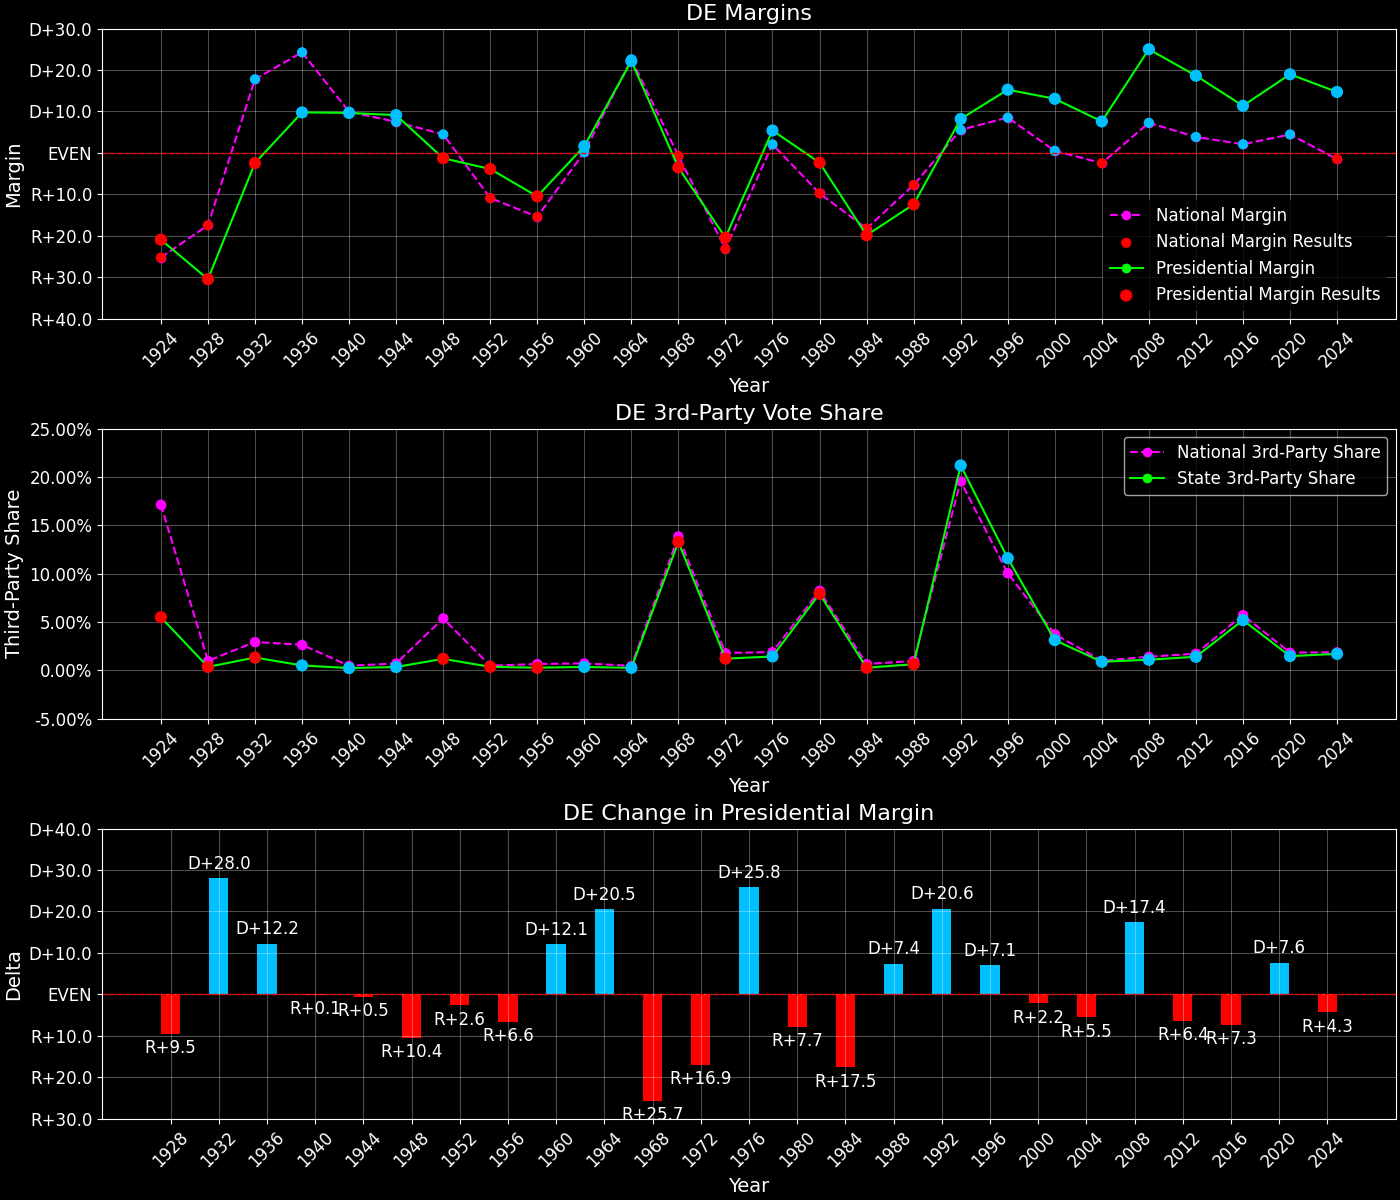 DE Margins
D+30.0
D+20.0
D+10.0
EVEN
R+10.0
R+20.0
R+30.0
R+40.0
Margin
National Margin
National Margin Results
Presidential Margin
Presidential Margin Results
1924 1928 1932 1936 1940 1944 1948 1952 1956 1960 1964 1968 1972 1976 1980 1984 1988 1992 1996 2000 2004 2008 2012 2016 2020 2024
Year
DE 3rd-Party Vote Share
25.00%
20.00%
15.00%
10.00%
5.00%
0.00%
-5.00%
Third-Party Share
National 3rd-Party Share
State 3rd-Party Share
1924 1928 1932 1936 1940 1944 1948 1952 1956 1960 1964 1968 1972 1976 1980 1984 1988 1992 1996 2000 2004 2008 2012 2016 2020 2024
Year
DE Change in Presidential Margin
D+40.0
D+30.0
D+20.0
D+10.0
EVEN
R+10.0
R+20.0
R+30.0
Delta
R+9.5
D+28.0
D+12.2
R+0.1
R+0.5
R+10.4
R+2.6
R+6.6
D+12.1
D+20.5
R+25.7
R+16.9
D+25.8
R+7.7
R+17.5
D+7.4
D+20.6
D+7.1
R+2.2
R+5.5
D+17.4
R+6.4
R+7.3
D+7.6
R+4.3
1928 1932 1936 1940 1944 1948 1952 1956 1960 1964 1968 1972 1976 1980 1984 1988 1992 1996 2000 2004 2008 2012 2016 2020 2024
Year